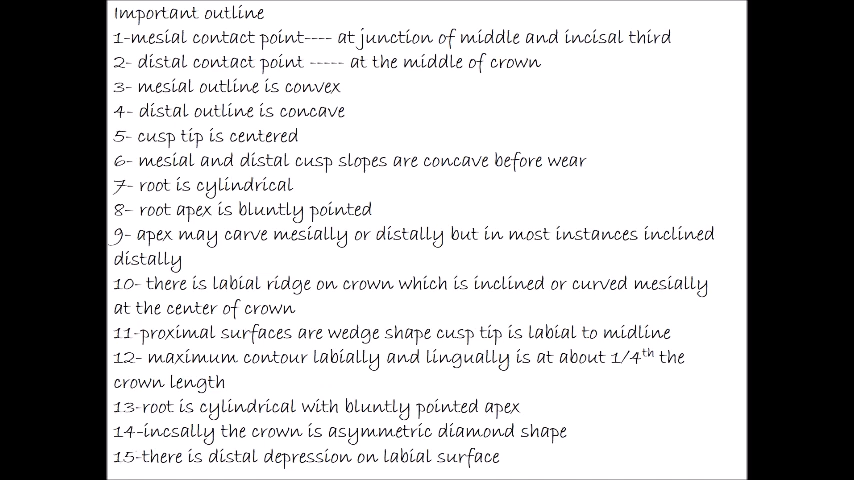 Important outline
1-mesial contact point---- at junction of middle and incisal third
2- distal contact point ----- at the middle of crown
3- mesial outline is convex
4- distal outline is concave
5- cusp tip is centered
6- mesial and distal cusp slopes are concave before wear
7- root is cylindrical
8- root apex is bluntly pointed
9- apex may carve mesially or distally but in most instances inclined
distally
10- there is labial ridge on crown which is inclined or curved mesially
at the center of crown
11-proximal surfaces are wedge shape cusp tip is labial to midline
12- maximum contour labially and lingually is at about 1/4th the
crown length
13-root is cylindrical with bluntly pointed apex
14-incsally the crown is asymmetric diamond shape
15-there is distal depression on labial surface